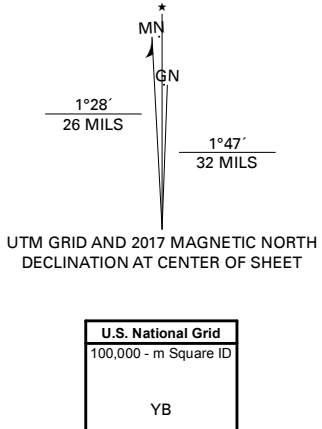 ★
MN
GN
1°28´
26 MILS
1°47´
32 MILS
UTM GRID AND 2017 MAGNETIC NORTH
DECLINATION AT CENTER OF SHEET
U.S. National Grid
100,000 - m Square ID
YB